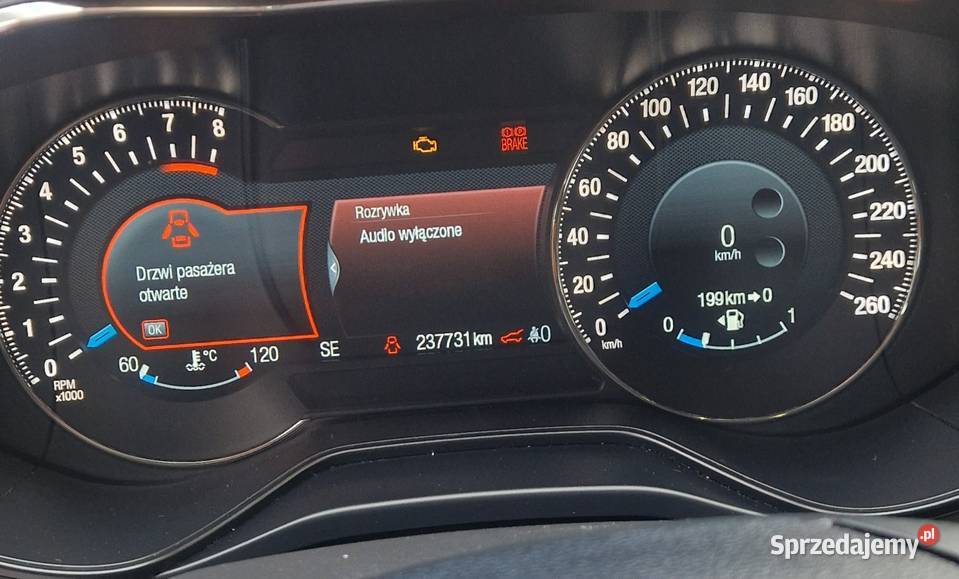 0 1 2 3 4 5 6 7 8
RPM
x1000
Drzwi pasażera
otwarte
OK
60 °C 120
BRAKE
Rozrywka
Audio wyłączone
SE
237731 km
0
0 20 40 60 80 100 120 140 160 180 200 220 240 260
km/h
0
km/h
199 km → 0
0 1
Sprzedajemy.pl